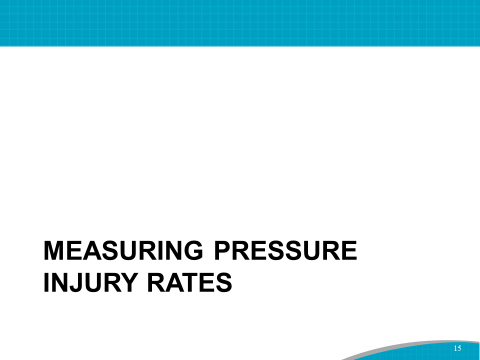 MEASURING PRESSURE
INJURY RATES
15